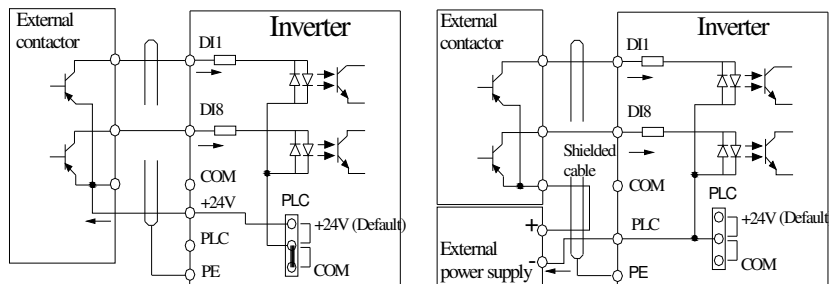 External
contactor
Inverter
DI1
DI8
COM
+24V
PLC
PE
PLC
+24V (Default)
COM
External
contactor
Inverter
DI1
DI8
Shielded
cable
COM
PLC
PE
PLC
+24V (Default
COM
+
-
External
power supply